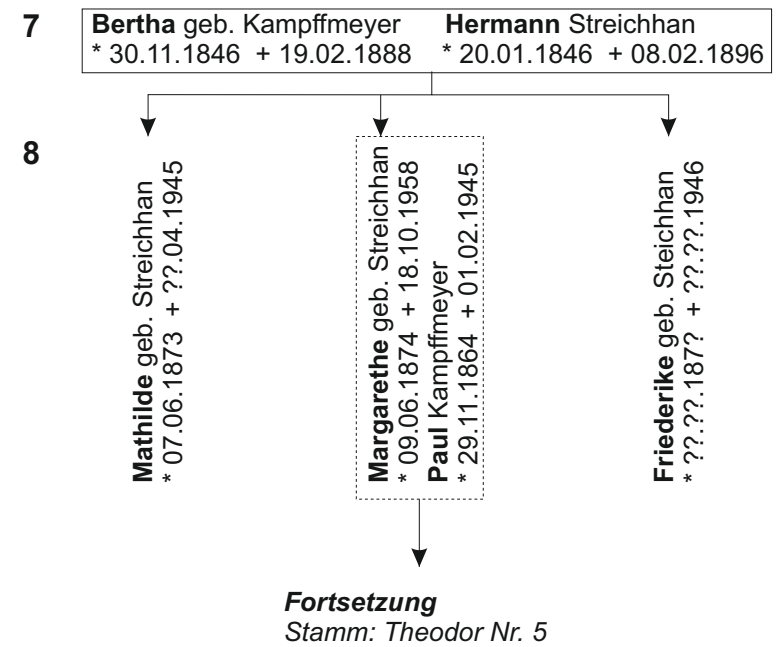 7
Bertha geb. Kampffmeyer Hermann Streichhan
* 30.11.1846 + 19.02.1888 * 20.01.1846 + 08.02.1896
8
Mathilde geb. Streichhan
* 07.06.1873 + ??.04.1945
Margarethe geb. Streichhan
* 09.06.1874 + 18.10.1958
Paul Kampffmeyer
* 29.11.1864 + 01.02.1945
Friederike geb. Steichhan
* ??.??.187? + ??.??.1946
Fortsetzung
Stamm: Theodor Nr. 5